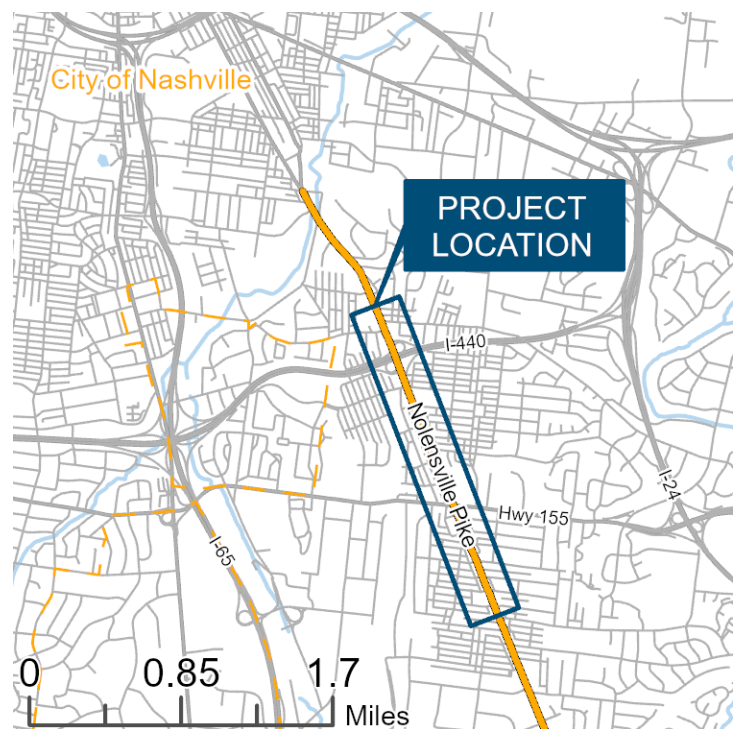 City of Nashville
PROJECT
LOCATION
I-440
Nolensville Pike
Hwy 155
I-24
I-65
0 0.85 1.7
Miles